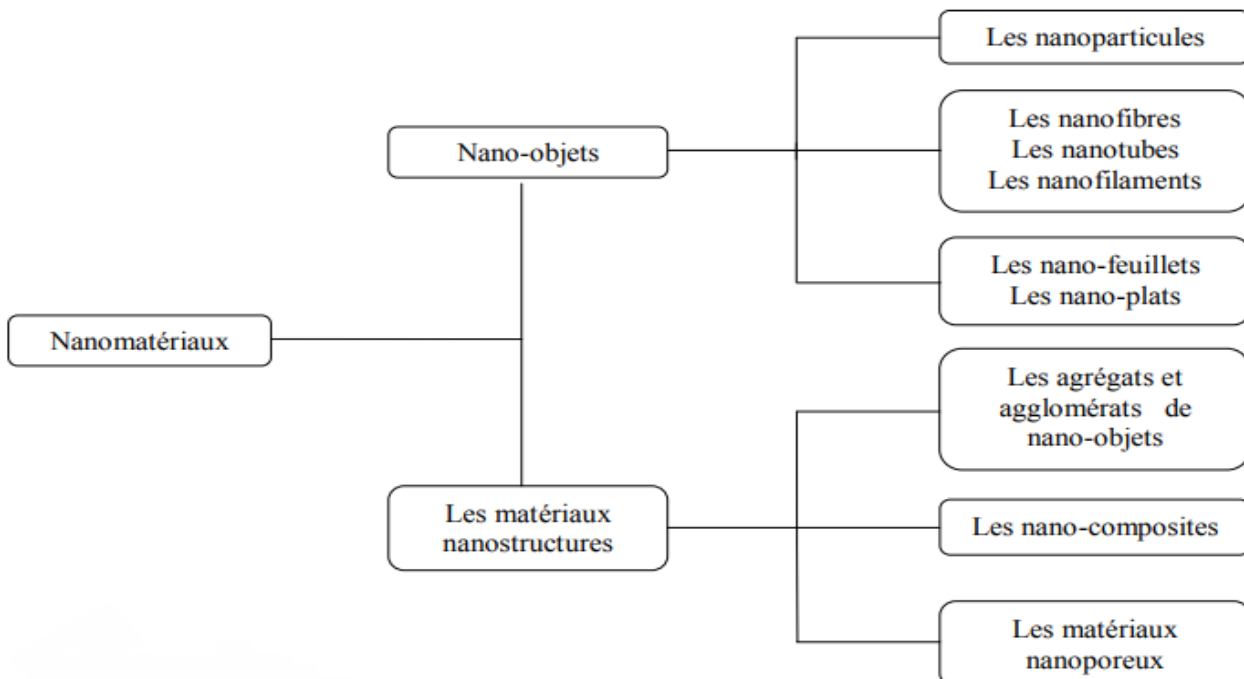 Les nanoparticules
Les nanofibres
Les nanotubes
Les nanofilaments
Nano-objets
Les nano-feuillets
Les nano-plats
Nanomatériaux
Les agrégats et
agglomérats de
nano-objets
Les matériaux
nanostructures
Les nano-composites
Les matériaux
nanoporeux